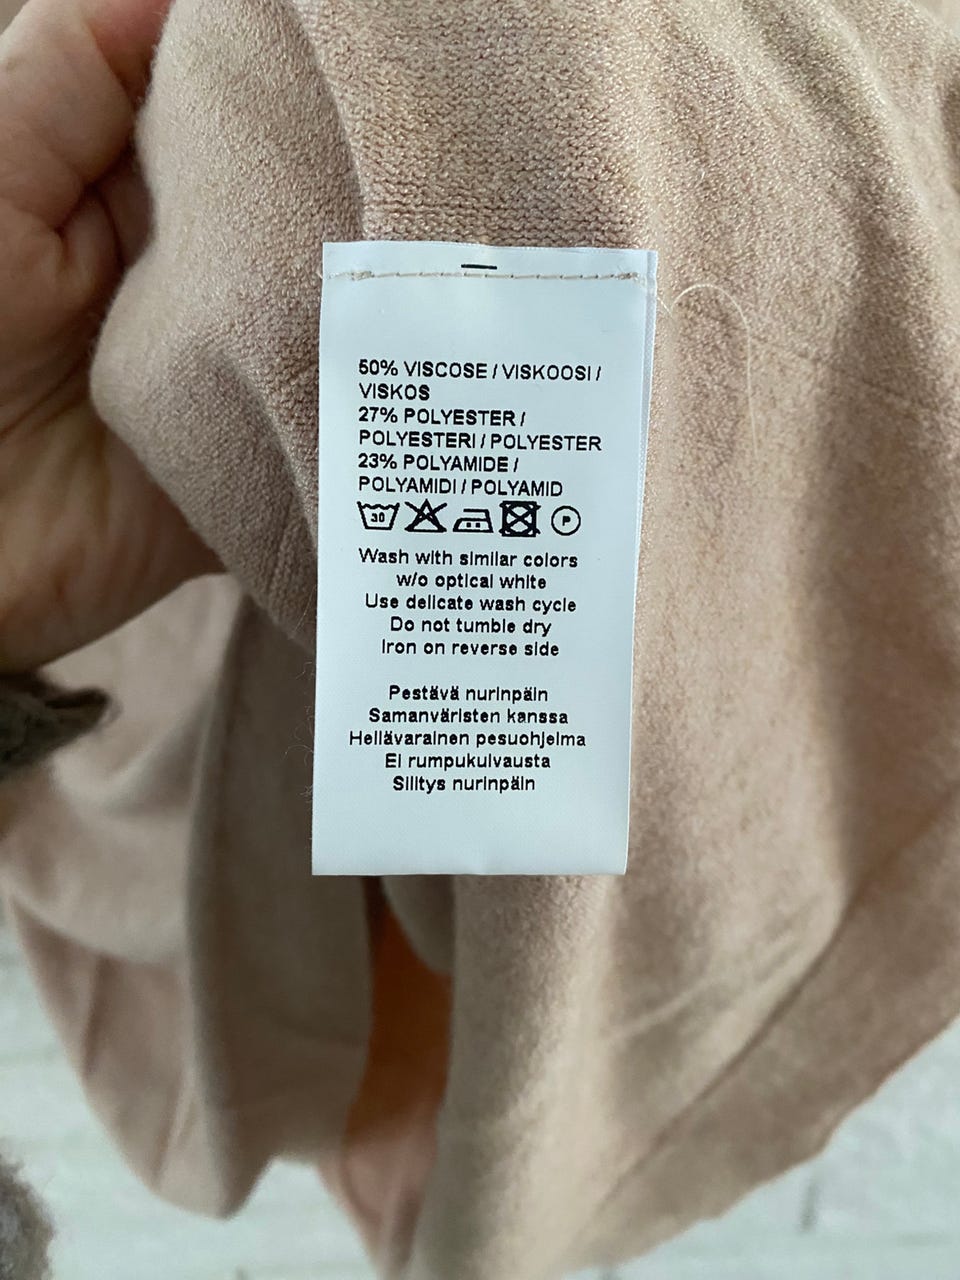 50% VISCOSE / VISKOOSI /
VISKOS
27% POLYESTER /
POLYESTERI / POLYESTER
23% POLYAMIDE /
POLYAMIDI / POLYAMID
30 P
Wash with similar colors
w/o optical white
Use delicate wash cycle
Do not tumble dry
Iron on reverse side
Pestävä nurinpäin
Samanväristen kanssa
Hellävarainen pesuohjelma
Ei rumpukuivausta
Silitys nurinpäin